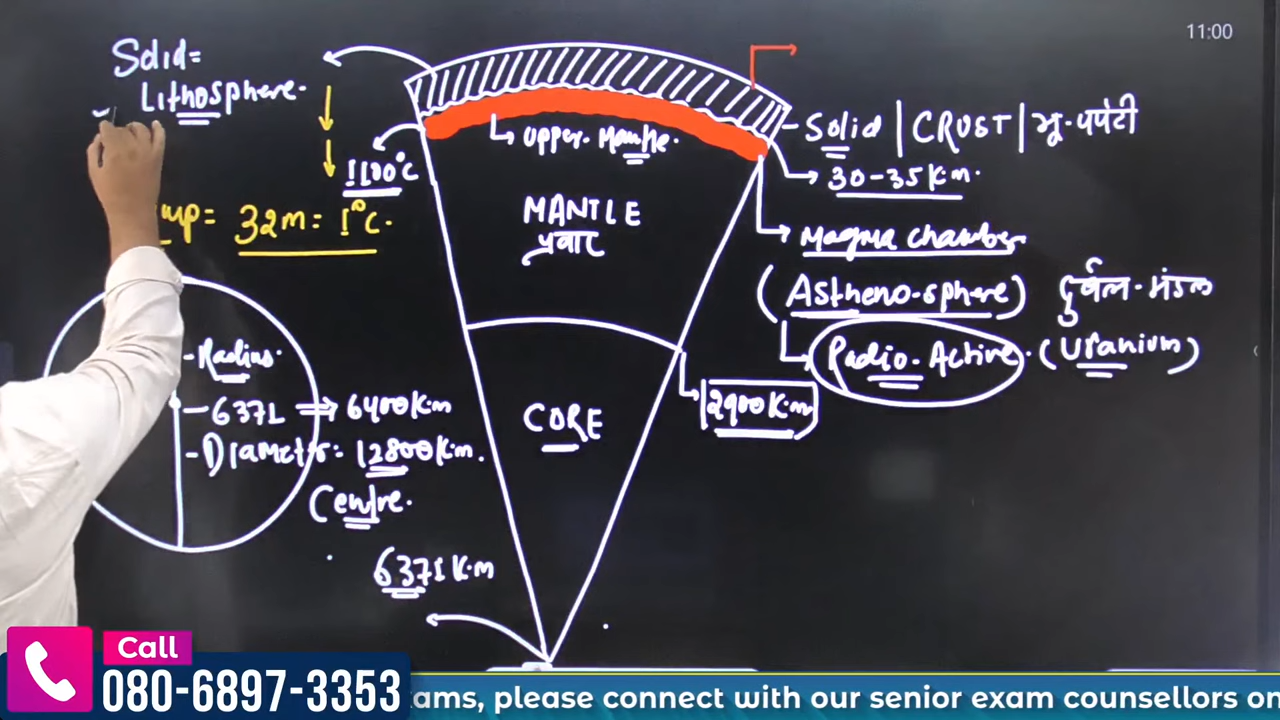 11:00
Solid=
Lithosphere.
1100°C
32m= 1°C.
Upper. Mantle.
MANTLE
प्रवार
CORE
- Solid | CRUST | भू-पर्पटी
30-35 K.m.
Magma chamber
(Astheno-sphere) दुर्बल-मंडल
Radio-Active. (Uranium)
2900 K.m
- Radius.
- 6371 ⇒ 6400 K.m
- Diameter= 12800 K.m.
Centre.
6371 K.m
Call
080-6897-3353
ams, please connect with our senior exam counsellors on